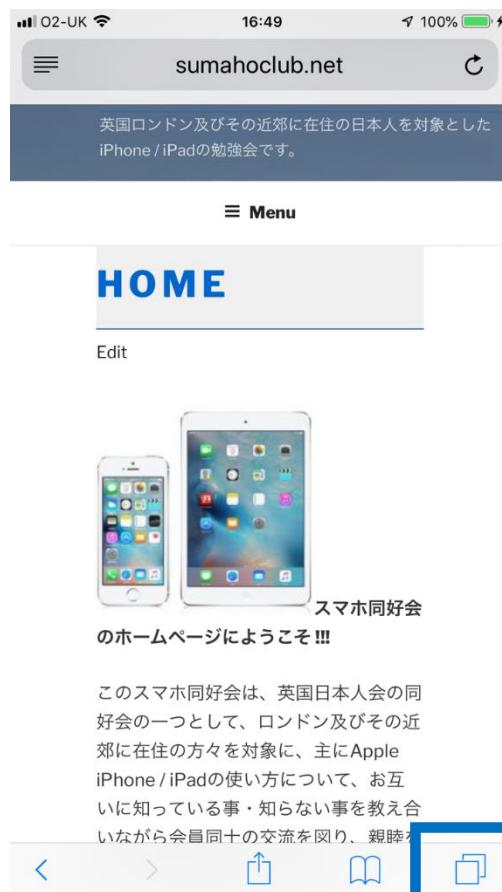 O2-UK 16:49 100%
sumahoclub.net
英国ロンドン及びその近郊に在住の日本人を対象とした
iPhone / iPadの勉強会です。
Menu
HOME
Edit
スマホ同好会
のホームページにようこそ !!!
このスマホ同好会は、英国日本人会の同
好会の一つとして、ロンドン及びその近
郊に在住の方々を対象に、主にApple
iPhone / iPadの使い方について、お互
いに知っている事・知らない事を教え合
いながら会員同士の交流を図り、親睦を